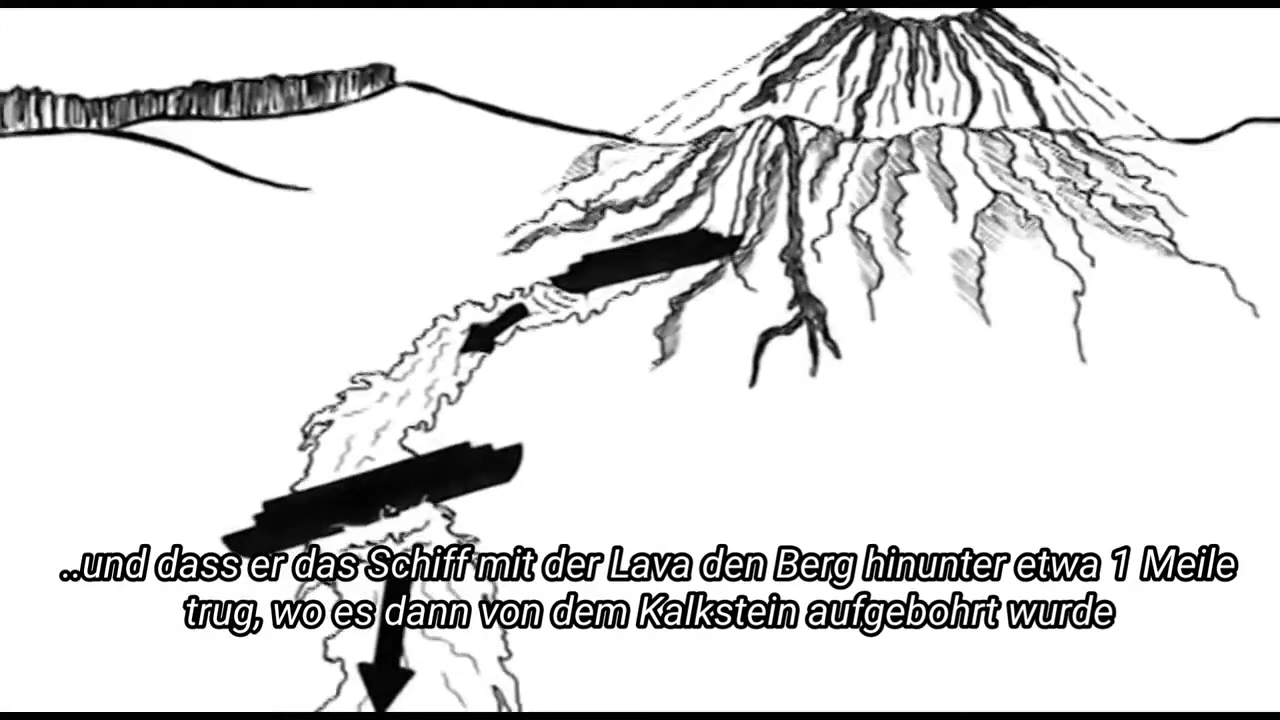 ..und dass er das Schiff mit der Lava den Berg hinunter etwa 1 Meile
trug, wo es dann von dem Kalkstein aufgebohrt wurde